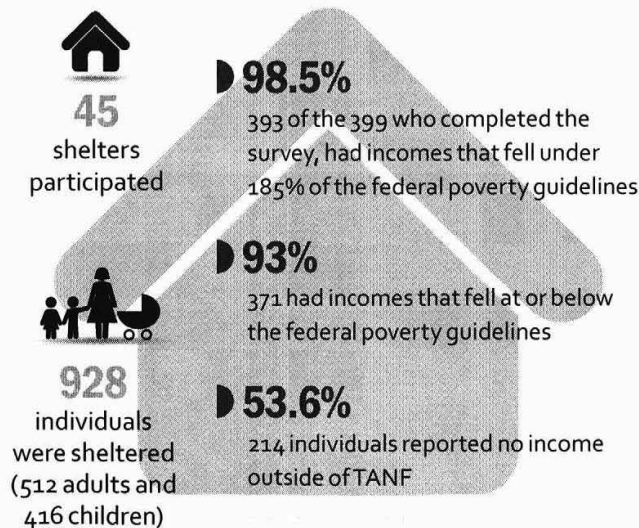 45
shelters
participated
928
individuals
were sheltered
(512 adults and
416 children)
98.5%
393 of the 399 who completed the
survey, had incomes that fell under
185% of the federal poverty guidelines
93%
371 had incomes that fell at or below
the federal poverty guidelines
53.6%
214 individuals reported no income
outside of TANF